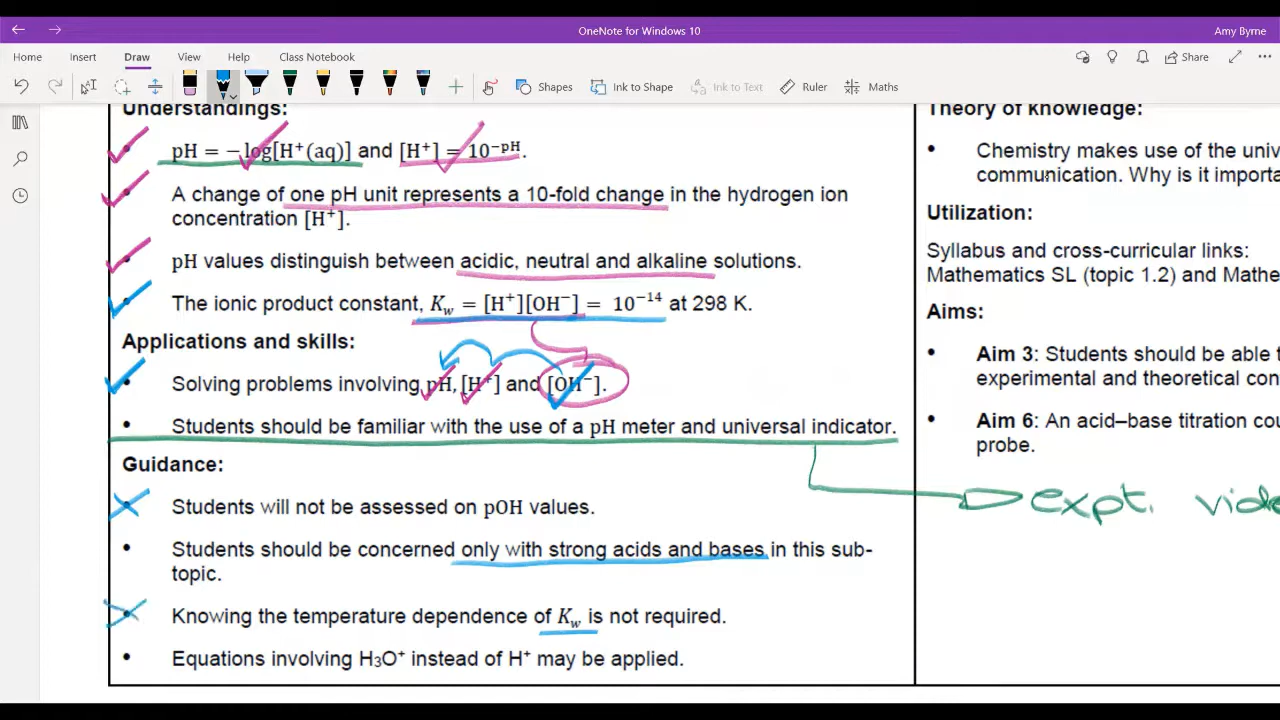 OneNote for Windows 10
Amy Byrne
Home Insert Draw View Help Class Notebook
Share
Shapes Ink to Shape Ink to Text Ruler Maths
Understandings:
• pH = −log[H⁺(aq)] and [H⁺] = 10⁻ᵖᴴ.
• A change of one pH unit represents a 10-fold change in the hydrogen ion
concentration [H⁺].
• pH values distinguish between acidic, neutral and alkaline solutions.
• The ionic product constant, Kw = [H⁺][OH⁻] = 10⁻¹⁴ at 298 K.
Applications and skills:
• Solving problems involving pH, [H⁺] and [OH⁻].
• Students should be familiar with the use of a pH meter and universal indicator.
Guidance:
• Students will not be assessed on pOH values.
• Students should be concerned only with strong acids and bases in this sub-
topic.
• Knowing the temperature dependence of Kw is not required.
• Equations involving H₃O⁺ instead of H⁺ may be applied.
Theory of knowledge:
• Chemistry makes use of the univ
communication. Why is it importa
Utilization:
Syllabus and cross-curricular links:
Mathematics SL (topic 1.2) and Mathe
Aims:
• Aim 3: Students should be able t
experimental and theoretical con
• Aim 6: An acid–base titration cou
probe.
expt. vide